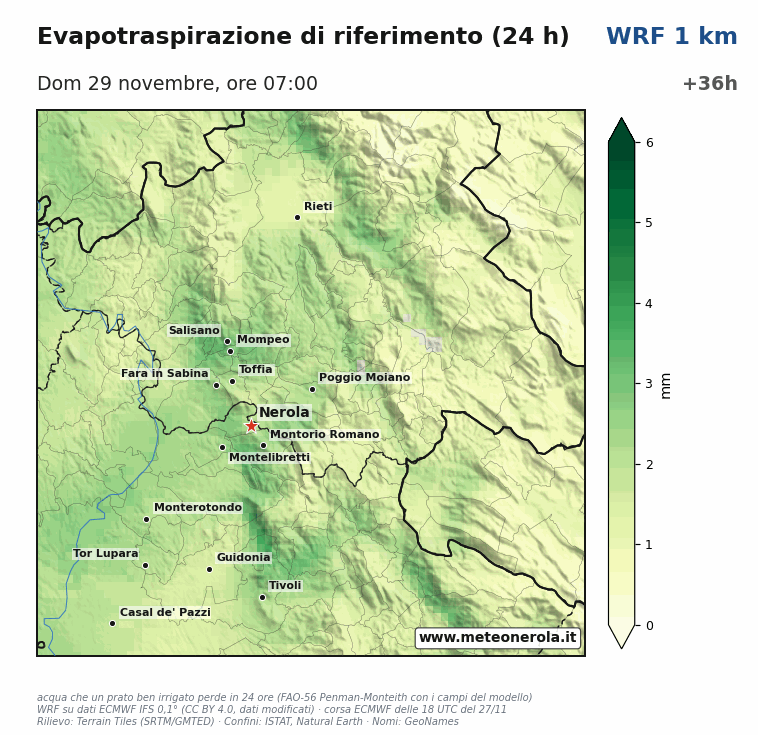 Evapotraspirazione di riferimento (24 h)
WRF 1 km
Dom 29 novembre, ore 07:00
+36h
Rieti
Salisano
Mompeo
Fara in Sabina
Toffia
Poggio Moiano
Nerola
Montorio Romano
Montelibretti
Monterotondo
Tor Lupara
Guidonia
Tivoli
Casal de' Pazzi
www.meteonerola.it
6
5
4
3
2
1
0
mm
acqua che un prato ben irrigato perde in 24 ore (FAO-56 Penman-Monteith con i campi del modello)
WRF su dati ECMWF IFS 0,1° (CC BY 4.0, dati modificati) · corsa ECMWF delle 18 UTC del 27/11
Rilievo: Terrain Tiles (SRTM/GMTED) · Confini: ISTAT, Natural Earth · Nomi: GeoNames